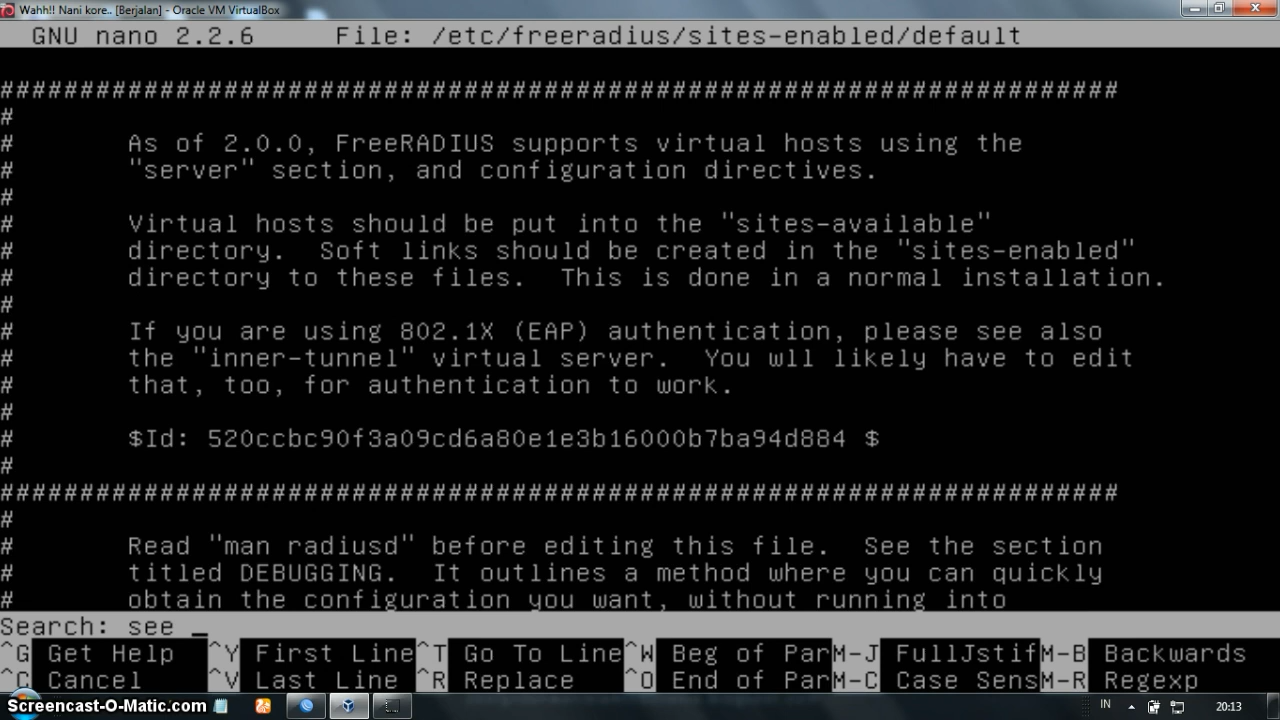 Wahh!! Nani kore.. [Berjalan] - Oracle VM VirtualBox
GNU nano 2.2.6 File: /etc/freeradius/sites-enabled/default
######################################################################
#
# As of 2.0.0, FreeRADIUS supports virtual hosts using the
# "server" section, and configuration directives.
#
# Virtual hosts should be put into the "sites-available"
# directory. Soft links should be created in the "sites-enabled"
# directory to these files. This is done in a normal installation.
#
# If you are using 802.1X (EAP) authentication, please see also
# the "inner-tunnel" virtual server. You wll likely have to edit
# that, too, for authentication to work.
#
# $Id: 520ccbc90f3a09cd6a80e1e3b16000b7ba94d884 $
#
######################################################################
#
# Read "man radiusd" before editing this file. See the section
# titled DEBUGGING. It outlines a method where you can quickly
# obtain the configuration you want, without running into
Search: see _
^G Get Help ^Y First Line ^T Go To Line ^W Beg of Par M-J FullJstif M-B Backwards
^C Cancel ^V Last Line ^R Replace ^O End of Par M-C Case Sens M-R Regexp
Screencast-O-Matic.com IN 20:13